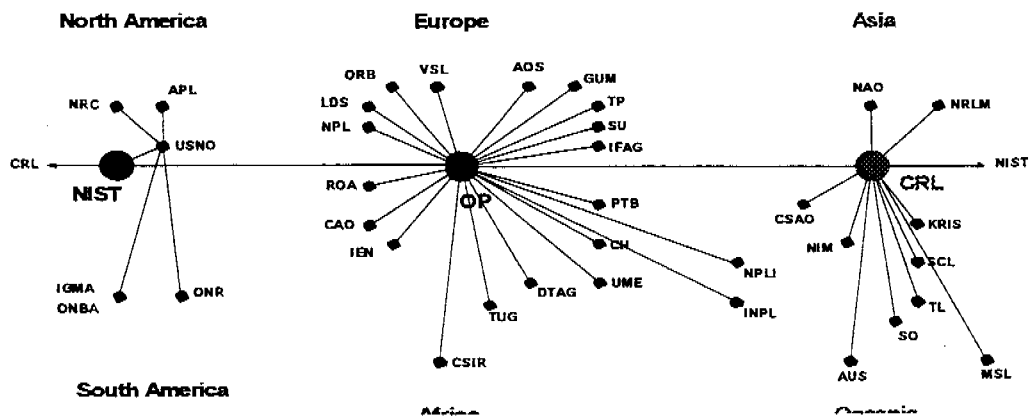 North America
Europe
Asia
ORB
VSL
AOS
GUM
NAO
NRC
APL
LDS
TP
NRLM
NPL
SU
USNO
IFAG
CRL
NIST
NIST
ROA
OP
PTB
CRL
CSAO
CAO
KRIS
IEN
CH
NIM
NPLI
SCL
IGMA
ONBA
ONR
DTAG
UME
INPL
TL
TUG
SO
CSIR
AUS
MSL
South America
Africa
Oceania